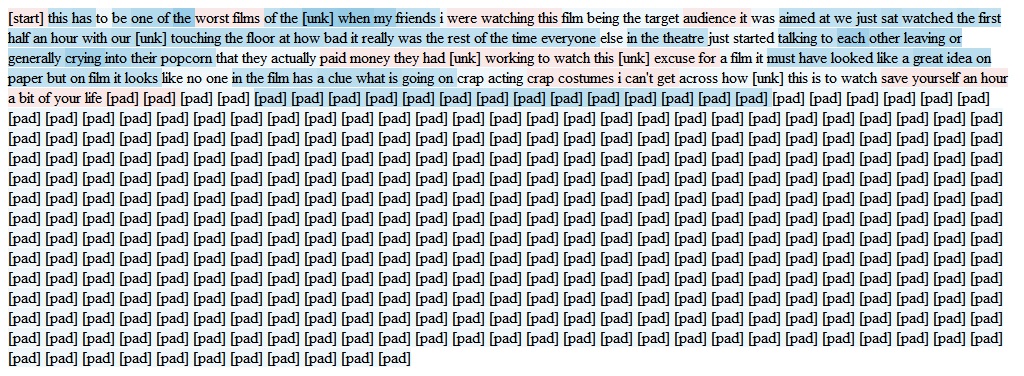 [start] this has to be one of the worst films of the [unk] when my friends i were watching this film being the target audience it was aimed at we just sat watched the first
half an hour with our [unk] touching the floor at how bad it really was the rest of the time everyone else in the theatre just started talking to each other leaving or
generally crying into their popcorn that they actually paid money they had [unk] working to watch this [unk] excuse for a film it must have looked like a great idea on
paper but on film it looks like no one in the film has a clue what is going on crap acting crap costumes i can't get across how [unk] this is to watch save yourself an hour
a bit of your life [pad] [pad] [pad] [pad] [pad] [pad] [pad] [pad] [pad] [pad] [pad] [pad] [pad] [pad] [pad] [pad] [pad] [pad] [pad] [pad] [pad] [pad] [pad] [pad]
[pad] [pad] [pad] [pad] [pad] [pad] [pad] [pad] [pad] [pad] [pad] [pad] [pad] [pad] [pad] [pad] [pad] [pad] [pad] [pad] [pad] [pad] [pad] [pad] [pad] [pad] [pad]
[pad] [pad] [pad] [pad] [pad] [pad] [pad] [pad] [pad] [pad] [pad] [pad] [pad] [pad] [pad] [pad] [pad] [pad] [pad] [pad] [pad] [pad] [pad] [pad] [pad] [pad] [pad]
[pad] [pad] [pad] [pad] [pad] [pad] [pad] [pad] [pad] [pad] [pad] [pad] [pad] [pad] [pad] [pad] [pad] [pad] [pad] [pad] [pad] [pad] [pad] [pad] [pad] [pad] [pad]
[pad] [pad] [pad] [pad] [pad] [pad] [pad] [pad] [pad] [pad] [pad] [pad] [pad] [pad] [pad] [pad] [pad] [pad] [pad] [pad] [pad] [pad] [pad] [pad] [pad] [pad] [pad]
[pad] [pad] [pad] [pad] [pad] [pad] [pad] [pad] [pad] [pad] [pad] [pad] [pad] [pad] [pad] [pad] [pad] [pad] [pad] [pad] [pad] [pad] [pad] [pad] [pad] [pad] [pad]
[pad] [pad] [pad] [pad] [pad] [pad] [pad] [pad] [pad] [pad] [pad] [pad] [pad] [pad] [pad] [pad] [pad] [pad] [pad] [pad] [pad] [pad] [pad] [pad] [pad] [pad] [pad]
[pad] [pad] [pad] [pad] [pad] [pad] [pad] [pad] [pad] [pad] [pad] [pad] [pad] [pad] [pad] [pad] [pad] [pad] [pad] [pad] [pad] [pad] [pad] [pad] [pad] [pad] [pad]
[pad] [pad] [pad] [pad] [pad] [pad] [pad] [pad] [pad] [pad] [pad] [pad] [pad] [pad] [pad] [pad] [pad] [pad] [pad] [pad] [pad] [pad] [pad] [pad] [pad] [pad] [pad]
[pad] [pad] [pad] [pad] [pad] [pad] [pad] [pad] [pad] [pad] [pad] [pad] [pad] [pad] [pad] [pad] [pad] [pad] [pad] [pad] [pad] [pad] [pad] [pad] [pad] [pad] [pad]
[pad] [pad] [pad] [pad] [pad] [pad] [pad] [pad] [pad] [pad] [pad] [pad] [pad] [pad] [pad] [pad] [pad] [pad] [pad] [pad] [pad] [pad] [pad] [pad] [pad] [pad] [pad]
[pad] [pad] [pad] [pad] [pad] [pad] [pad] [pad] [pad] [pad] [pad] [pad] [pad] [pad] [pad] [pad] [pad] [pad] [pad] [pad] [pad] [pad] [pad] [pad] [pad] [pad] [pad]
[pad] [pad] [pad] [pad] [pad] [pad] [pad] [pad] [pad] [pad] [pad] [pad] [pad] [pad] [pad] [pad] [pad] [pad] [pad] [pad] [pad] [pad] [pad] [pad] [pad] [pad] [pad]
[pad] [pad] [pad] [pad] [pad] [pad] [pad] [pad] [pad] [pad] [pad]